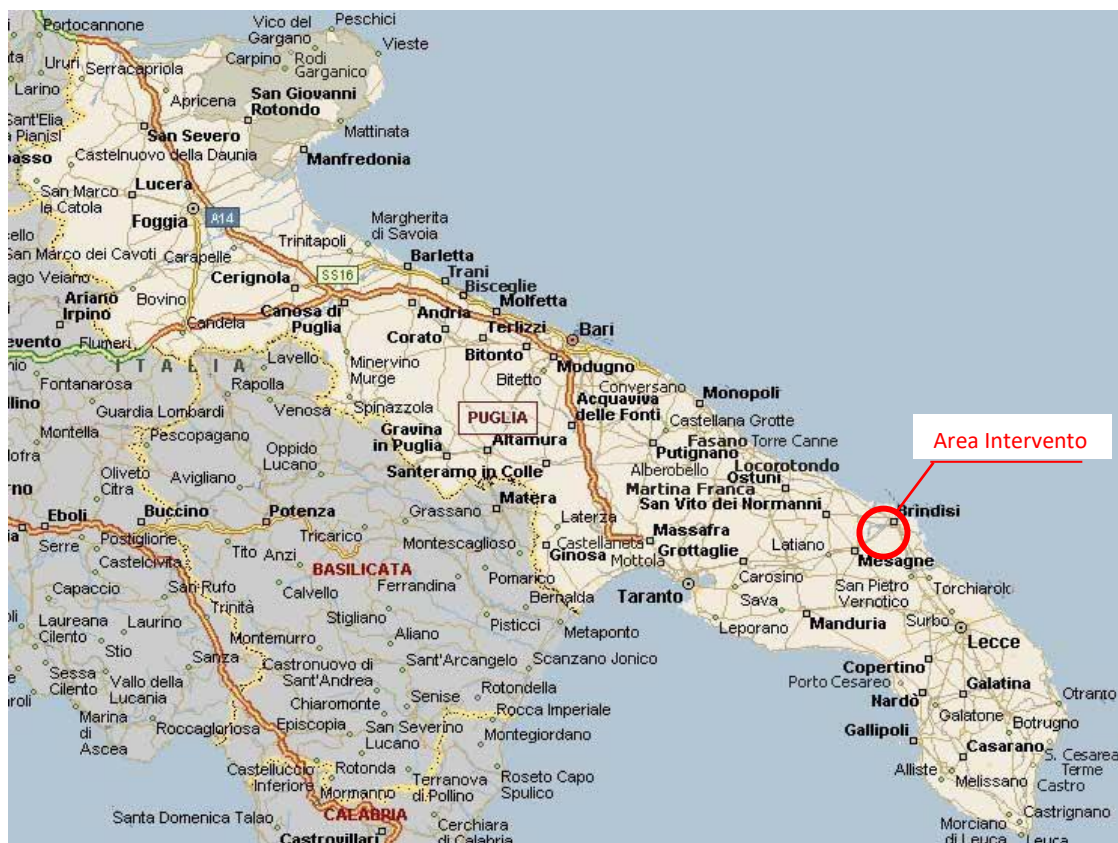 Portocannone
Vico del
Gargano
Peschici
Vieste
Ururi
Serracapriola
Carpino
Rodi
Garganico
Larino
Apricena
San Giovanni
Rotondo
Sant'Elia
a Pianisi
San Severo
Mattinata
Castelnuovo della Daunia
Manfredonia
San Marco
la Catola
Lucera
Foggia
A14
Margherita
di Savoia
Trinitapoli
San Marco dei Cavoti
Carapelle
Barletta
SS16
Trani
Cerignola
Bisceglie
Ariano
Irpino
Bovino
Canosa di
Puglia
Andria
Molfetta
Candela
Corato
Terlizzi
Bari
Flumeri
Bitonto
Modugno
ITALIA
Lavello
Minervino
Murge
Bitetto
Conversano
Monopoli
Fontanarosa
Rapolla
Acquaviva
delle Fonti
Guardia Lombardi
Venosa
Spinazzola
PUGLIA
Castellana Grotte
Area Intervento
Montella
Pescopagano
Oppido
Lucano
Gravina
in Puglia
Altamura
Putignano
Fasano
Torre Canne
Oliveto
Citra
Avigliano
Santeramo in Colle
Alberobello
Locorotondo
Ostuni
Martina Franca
Matera
San Vito dei Normanni
Brindisi
Eboli
Buccino
Potenza
Grassano
Laterza
Massafra
Serre
Postiglione
Tito
Anzi
Tricarico
Montescaglioso
Castellaneta
Ginosa
Mottola
Grottaglie
Latiano
Mesagne
Castelcivita
BASILICATA
Capaccio
San Rufo
Calvello
Ferrandina
Pomarico
Bernalda
Taranto
Carosino
San Pietro
Vernotico
Torchiarolo
Trinità
Stigliano
Pisticci
Sava
Laureana
Cilento
Laurino
Montemurro
Aliano
Metaponto
Leporano
Manduria
Surbo
Lecce
Stio
Sanza
Castronuovo di
Sant'Andrea
Sant'Arcangelo
Scanzano Jonico
Copertino
Sessa
Cilento
Vallo della
Lucania
Chiaromonte
Senise
Rotondella
Porto Cesareo
Nardò
Galatina
Otranto
Marina
di
Ascea
Roccagloriosa
Episcopia
San Severino
Lucano
Rocca Imperiale
Montegiordano
Gallipoli
Galatone
Botrugno
Casarano
S. Cesarea
Terme
Castelluccio
Inferiore
Rotonda
Terranova
di Pollino
Roseto Capo
Spulico
Alliste
Melissano
Castro
Mormanno
Santa Domenica Talao
CALABRIA
Castrovillari
Cerchiara
di Calabria
Morciano
di Leuca
Castrignano
Leuca